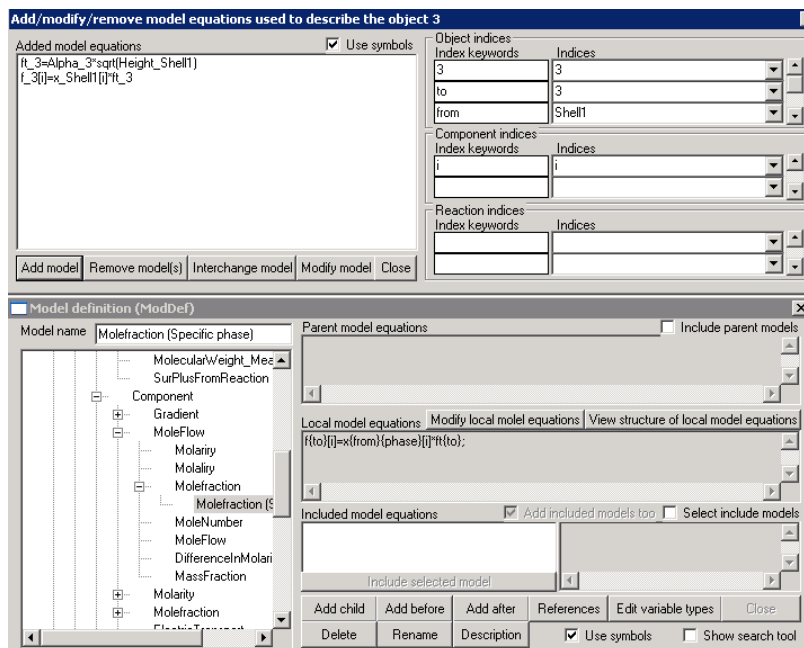 Add/modify/remove model equations used to describe the object 3
Added model equations
Use symbols
ft_3=Alpha_3*sqrt(Height_Shell1)
f_3[i]=x_Shell1[i]*ft_3
Add model
Remove model(s)
Interchange model
Modify model
Close
Object indices
Index keywords
Indices
3
3
to
3
from
Shell1
Component indices
Index keywords
Indices
i
i
Reaction indices
Index keywords
Indices
Model definition (ModDef)
Model name
Molefraction (Specific phase)
MolecularWeight_Mea
SurPlusFromReaction
Component
Gradient
MoleFlow
Molarity
Molaliry
Molefraction
Molefraction (S
MoleNumber
MoleFlow
DifferenceInMolari
MassFraction
Molarity
Molefraction
ElectricTransport
Parent model equations
Include parent models
Local model equations
Modify local molel equations
View structure of local model equations
f{to}[i]=x{from}{phase}[i]*ft{to};
Included model equations
Add included models too
Select include models
Include selected model
Add child
Add before
Add after
References
Edit variable types
Close
Delete
Rename
Description
Use symbols
Show search tool